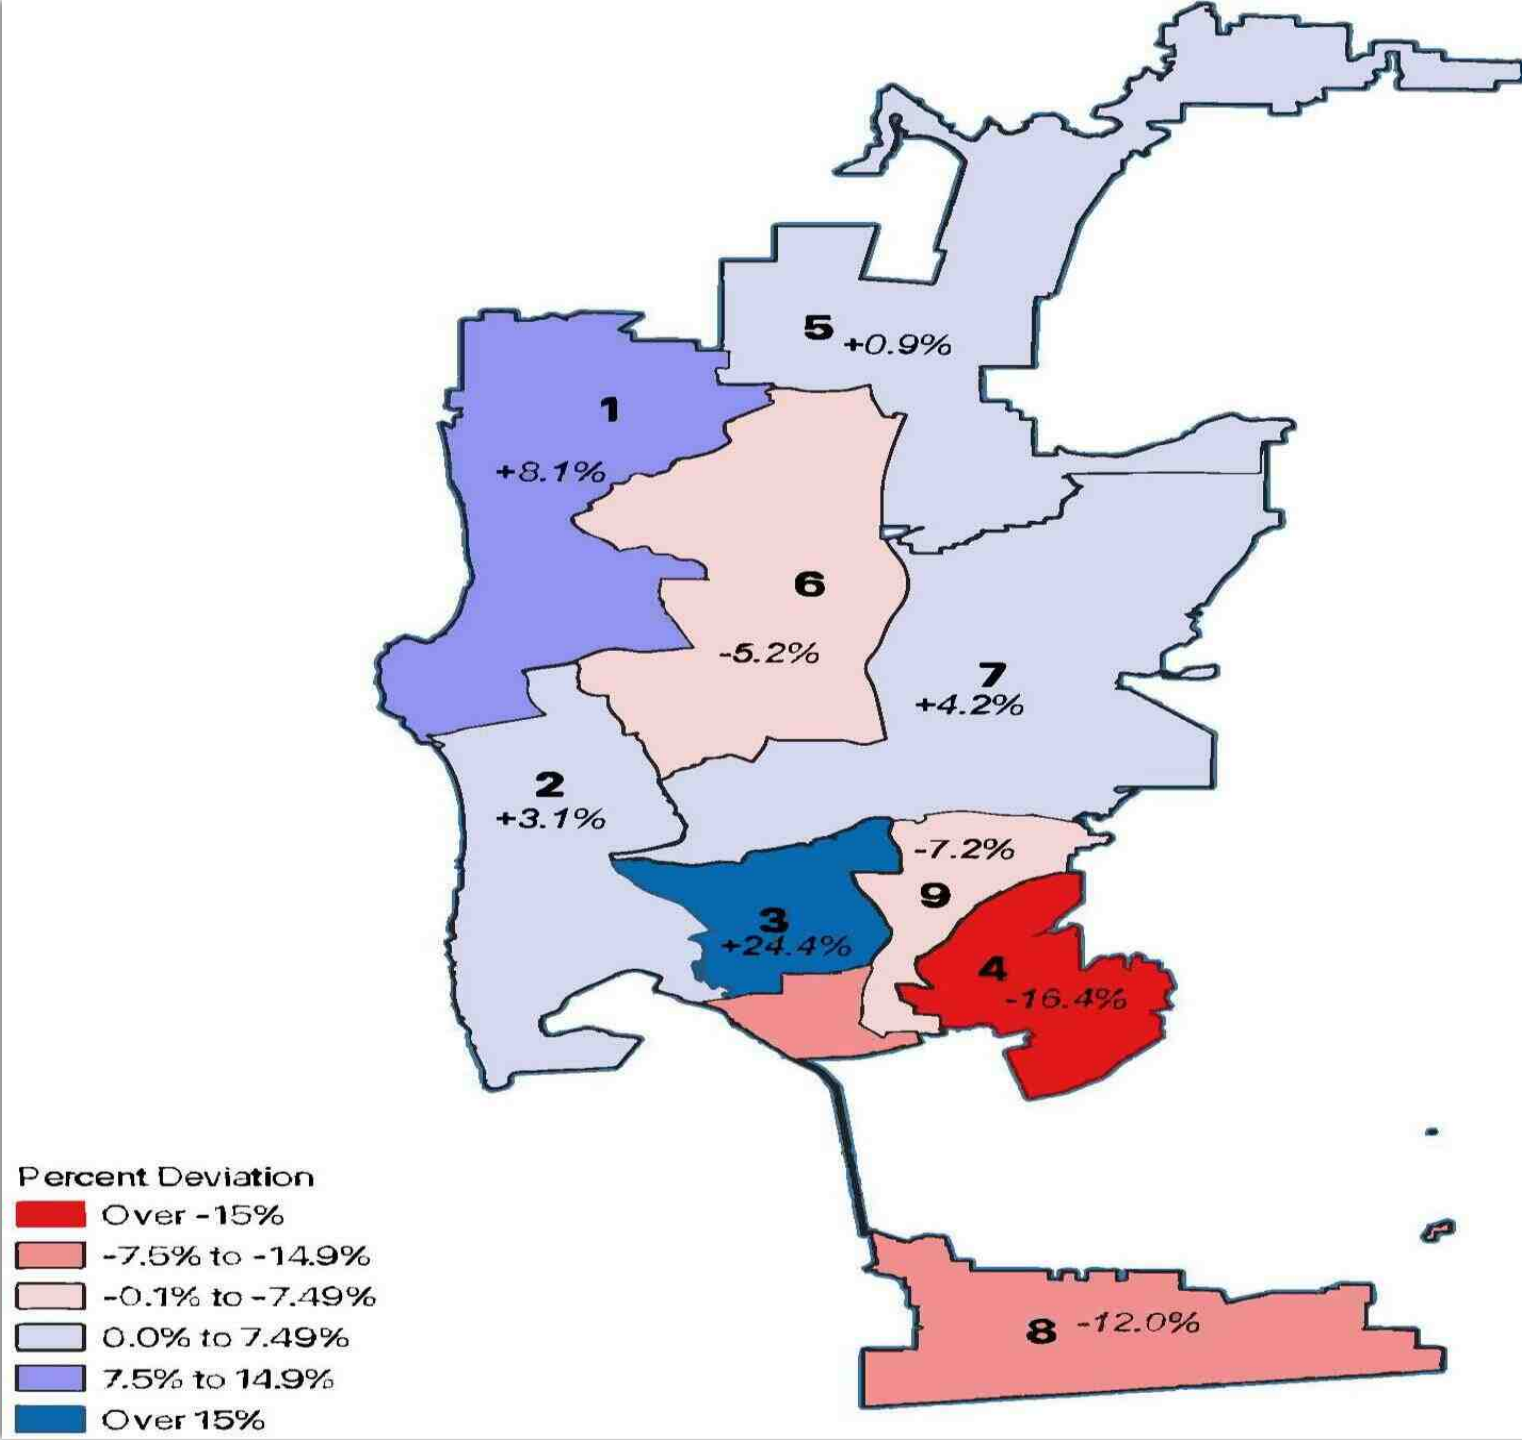 5
+0.9%
1
+8.1%
6
-5.2%
7
+4.2%
2
+3.1%
-7.2%
9
3
+24.4%
4
-16.4%
8 -12.0%
Percent Deviation
Over -15%
-7.5% to -14.9%
-0.1% to -7.49%
0.0% to 7.49%
7.5% to 14.9%
Over 15%